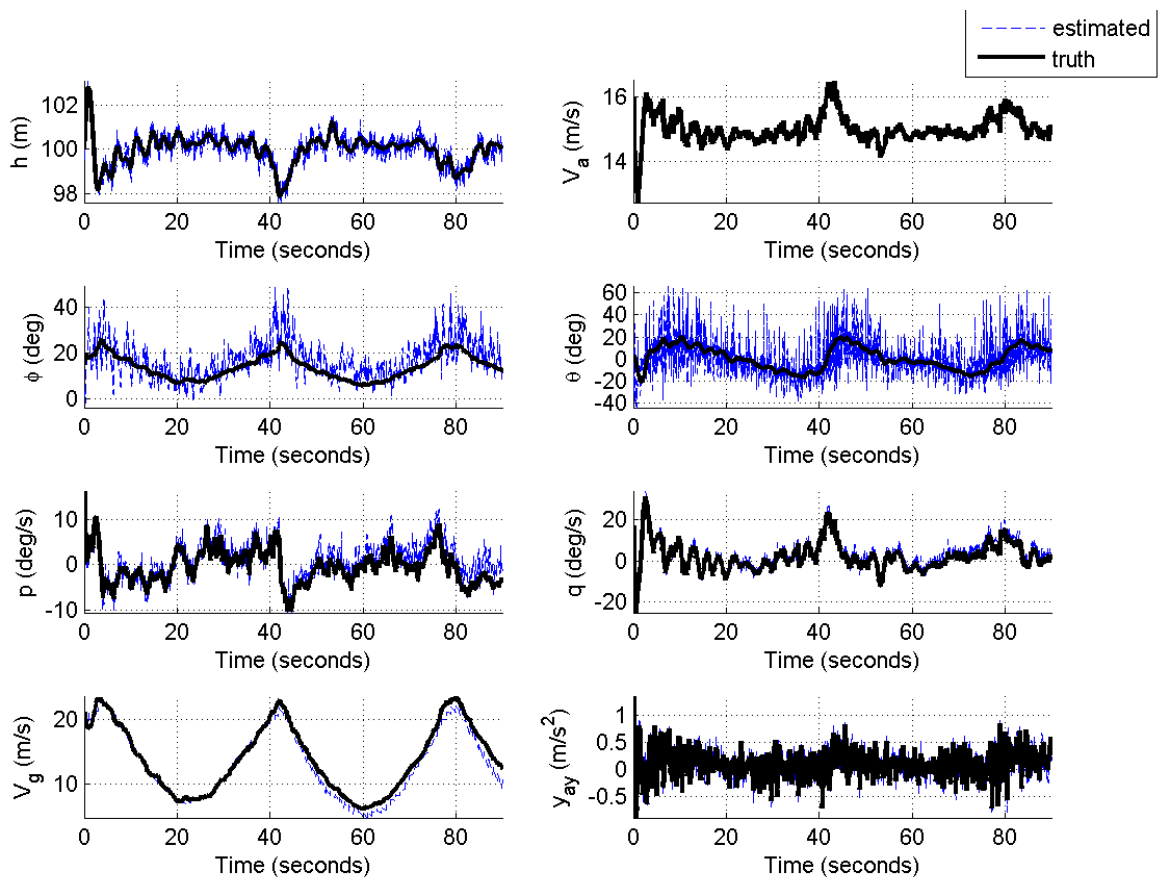 estimated
truth
h (m)
102
100
98
0 20 40 60 80
Time (seconds)
V_a (m/s)
16
14
0 20 40 60 80
Time (seconds)
ϕ (deg)
40
20
0
0 20 40 60 80
Time (seconds)
θ (deg)
60
40
20
0
-20
-40
0 20 40 60 80
Time (seconds)
p (deg/s)
10
0
-10
0 20 40 60 80
Time (seconds)
q (deg/s)
20
0
-20
0 20 40 60 80
Time (seconds)
V_g (m/s)
20
10
0 20 40 60 80
Time (seconds)
y_ay (m/s²)
1
0.5
0
-0.5
0 20 40 60 80
Time (seconds)